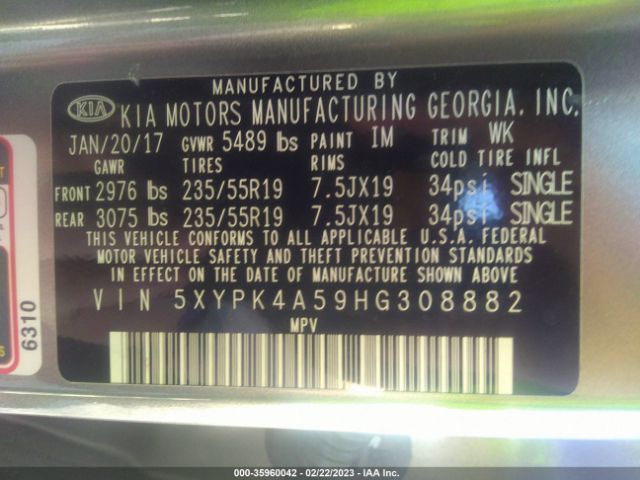 MANUFACTURED BY
KIA KIA MOTORS MANUFACTURING GEORGIA, INC.
JAN/20/17 GVWR 5489 lbs PAINT IM TRIM WK
GAWR TIRES RIMS COLD TIRE INFL
FRONT 2976 lbs 235/55R19 7.5JX19 34psi SINGLE
REAR 3075 lbs 235/55R19 7.5JX19 34psi SINGLE
THIS VEHICLE CONFORMS TO ALL APPLICABLE U.S.A. FEDERAL
MOTOR VEHICLE SAFETY AND THEFT PREVENTION STANDARDS
IN EFFECT ON THE DATE OF MANUFACTURE SHOWN ABOVE
VIN 5XYPK4A59HG308882
MPV
6310
000-35960042 - 02/22/2023 - IAA Inc.